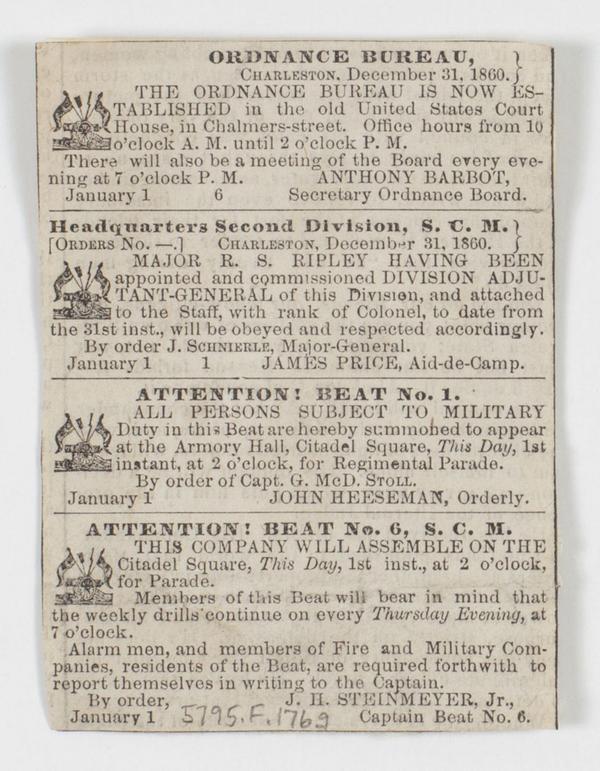 ORDNANCE BUREAU,
CHARLESTON, December 31, 1860.
THE ORDNANCE BUREAU IS NOW ES-
TABLISHED in the old United States Court
House, in Chalmers-street. Office hours from 10
o'clock A. M. until 2 o'clock P. M.
There will also be a meeting of the Board every eve-
ning at 7 o'clock P. M. ANTHONY BARBOT,
January 1 6 Secretary Ordnance Board.
Headquarters Second Division, S. C. M.
[ORDERS No. —.] CHARLESTON, December 31, 1860.
MAJOR R. S. RIPLEY HAVING BEEN
appointed and commissioned DIVISION ADJU-
TANT-GENERAL of this Division, and attached
to the Staff, with rank of Colonel, to date from
the 31st inst., will be obeyed and respected accordingly.
By order J. SCHNIERLE, Major-General.
January 1 1 JAMES PRICE, Aid-de-Camp.
ATTENTION! BEAT No. 1.
ALL PERSONS SUBJECT TO MILITARY
Duty in this Beat are hereby summoned to appear
at the Armory Hall, Citadel Square, This Day, 1st
instant, at 2 o'clock, for Regimental Parade.
By order of Capt. G. McD. STOLL.
January 1 JOHN HEESEMAN, Orderly.
ATTENTION! BEAT No. 6, S. C. M.
THIS COMPANY WILL ASSEMBLE ON THE
Citadel Square, This Day, 1st inst., at 2 o'clock,
for Parade.
Members of this Beat will bear in mind that
the weekly drills continue on every Thursday Evening, at
7 o'clock.
Alarm men, and members of Fire and Military Com-
panies, residents of the Beat, are required forthwith to
report themselves in writing to the Captain.
By order, J. H. STEINMEYER, Jr.,
January 1 5795.F.176g Captain Beat No. 6.